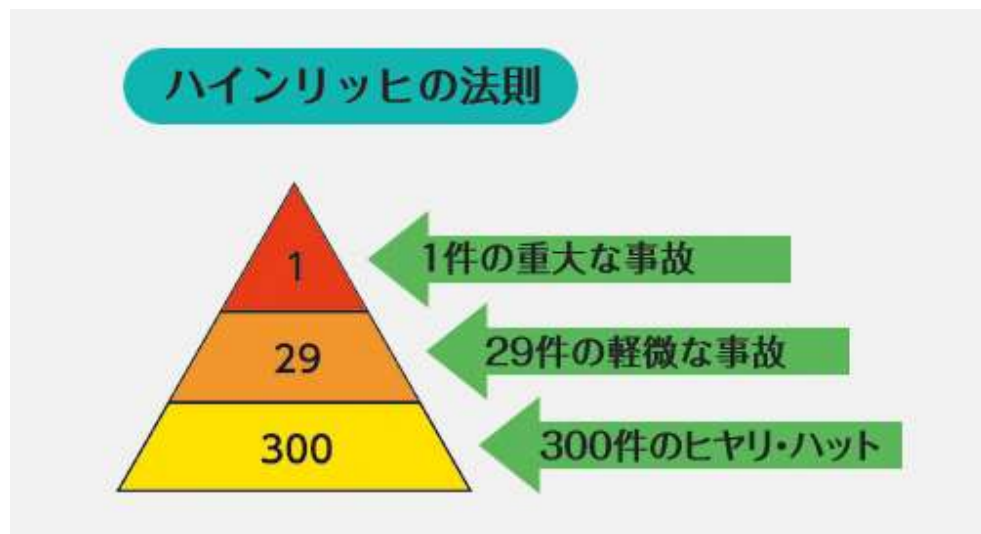 ハインリッヒの法則
1
1件の重大な事故
29
29件の軽微な事故
300
300件のヒヤリ・ハット